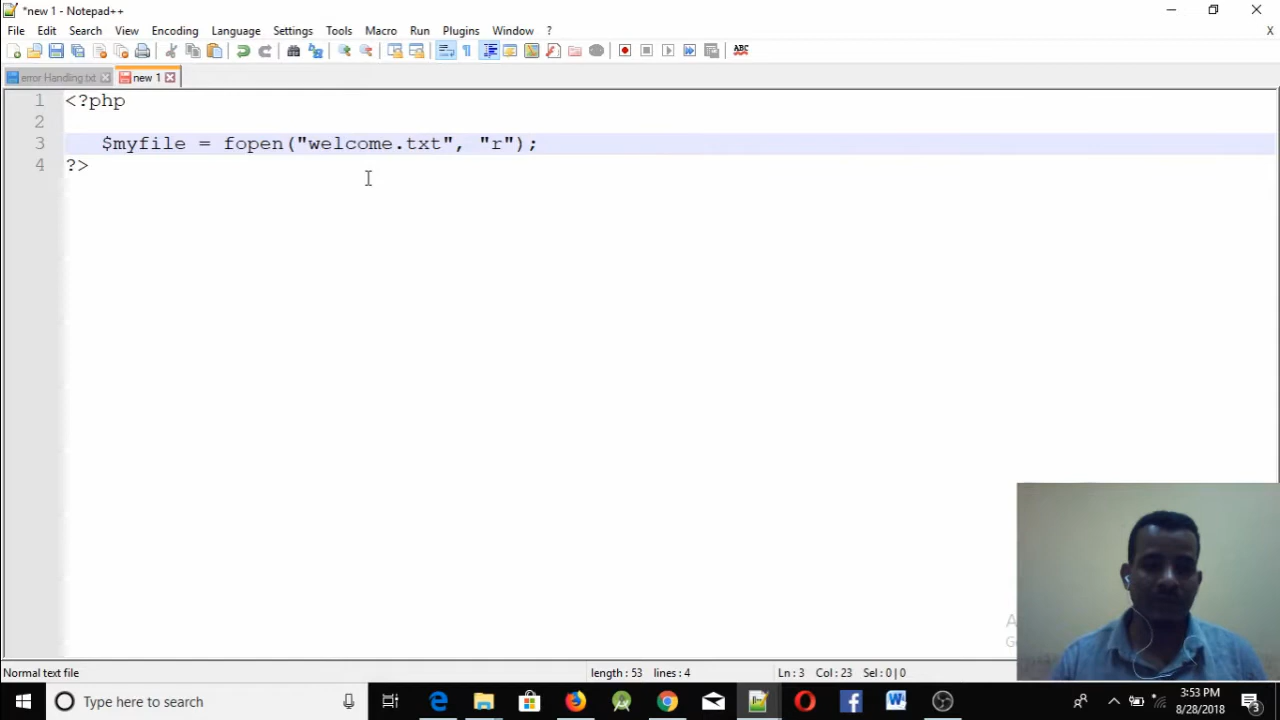 *new 1 - Notepad++
File Edit Search View Encoding Language Settings Tools Macro Run Plugins Window ? X
ABC
error Handling.txt new 1
1 <?php
2
3 $myfile = fopen("welcome.txt", "r");
4 ?>
Normal text file length : 53 lines : 4 Ln : 3 Col : 23 Sel : 0 | 0
Type here to search
3:53 PM
8/28/2018
3